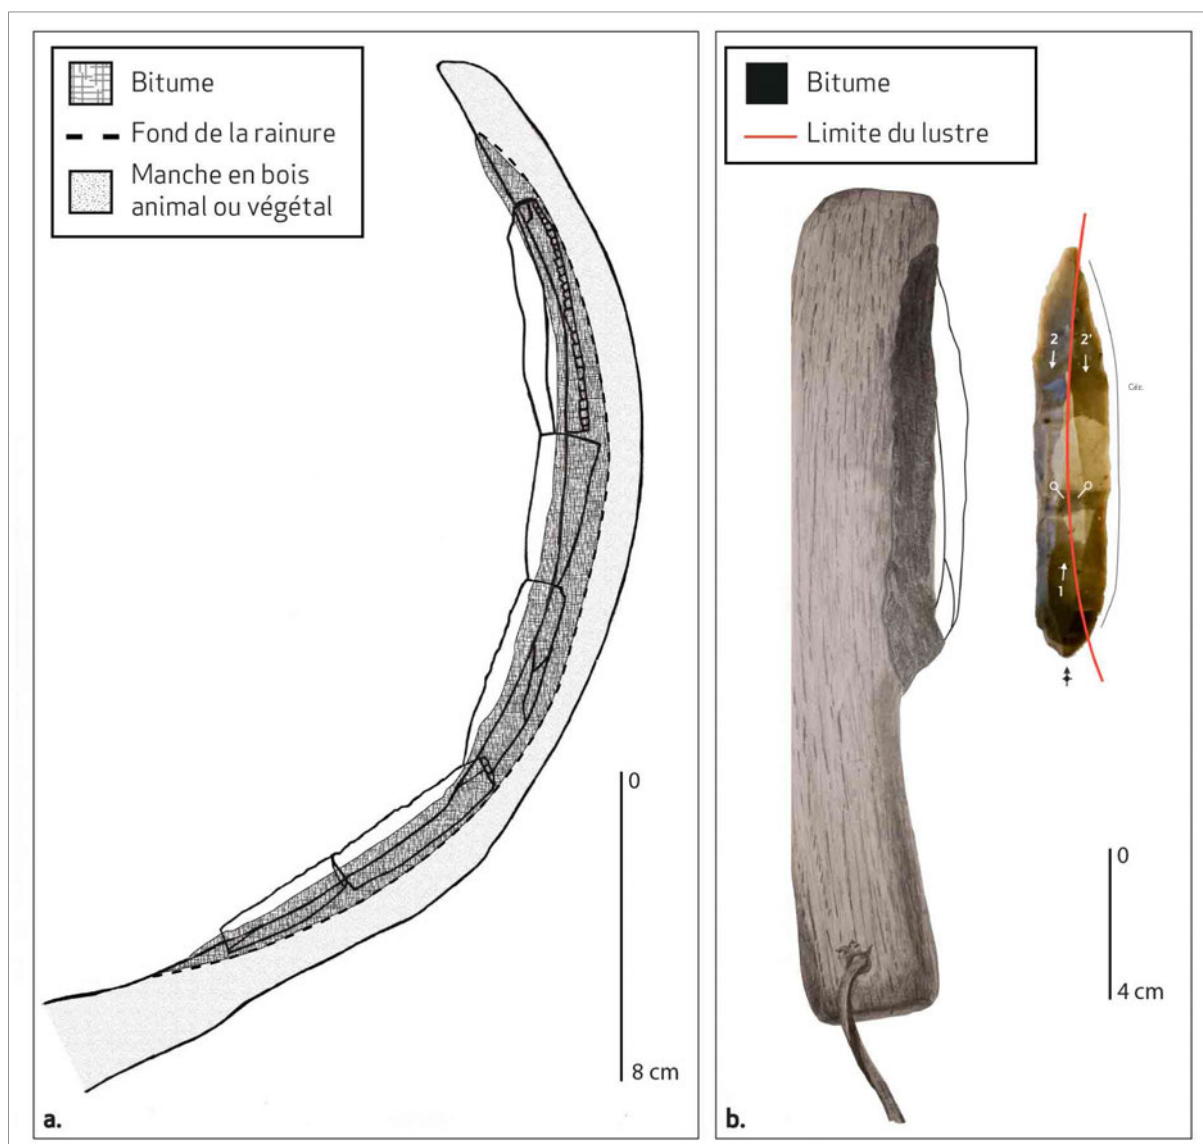 Bitume
Fond de la rainure
Manche en bois
animal ou végétal
0
8 cm
a.
Bitume
Limite du lustre
2
2'
1
0
4 cm
b.